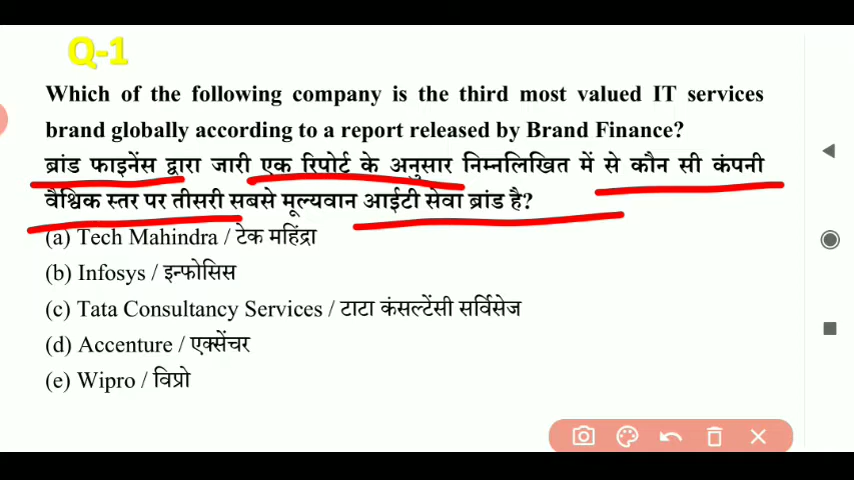 Q-1
Which of the following company is the third most valued IT services
brand globally according to a report released by Brand Finance?
ब्रांड फाइनेंस द्वारा जारी एक रिपोर्ट के अनुसार निम्नलिखित में से कौन सी कंपनी
वैश्विक स्तर पर तीसरी सबसे मूल्यवान आईटी सेवा ब्रांड है?
(a) Tech Mahindra / टेक महिंद्रा
(b) Infosys / इन्फोसिस
(c) Tata Consultancy Services / टाटा कंसल्टेंसी सर्विसेज
(d) Accenture / एक्सेंचर
(e) Wipro / विप्रो